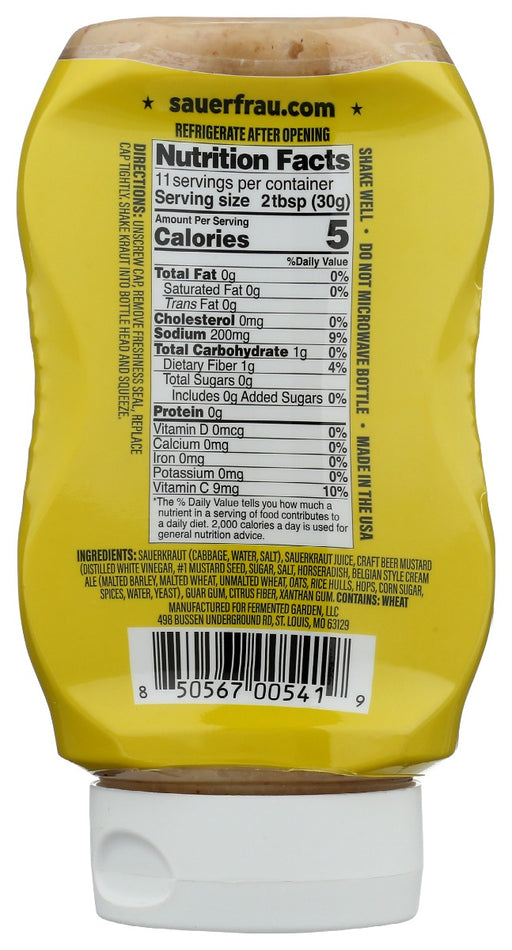 ★ sauerfrau.com ★
REFRIGERATE AFTER OPENING
DIRECTIONS: UNSCREW CAP, REMOVE FRESHNESS SEAL, REPLACE
CAP TIGHTLY. SHAKE KRAUT INTO BOTTLE HEAD AND SQUEEZE.
Nutrition Facts
11 servings per container
Serving size 2 tbsp (30g)
Amount Per Serving
Calories 5
%Daily Value
Total Fat 0g 0%
Saturated Fat 0g 0%
Trans Fat 0g
Cholesterol 0mg 0%
Sodium 200mg 9%
Total Carbohydrate 1g 0%
Dietary Fiber 1g 4%
Total Sugars 0g
Includes 0g Added Sugars 0%
Protein 0g
Vitamin D 0mcg 0%
Calcium 0mg 0%
Iron 0mg 0%
Potassium 0mg 0%
Vitamin C 9mg 10%
*The % Daily Value tells you how much a
nutrient in a serving of food contributes to
a daily diet. 2,000 calories a day is used for
general nutrition advice.
SHAKE WELL • DO NOT MICROWAVE BOTTLE • MADE IN THE USA
INGREDIENTS: SAUERKRAUT (CABBAGE, WATER, SALT), SAUERKRAUT JUICE, CRAFT BEER MUSTARD
(DISTILLED WHITE VINEGAR, #1 MUSTARD SEED, SUGAR, SALT, HORSERADISH, BELGIAN STYLE CREAM
ALE (MALTED BARLEY, MALTED WHEAT, UNMALTED WHEAT, OATS, RICE HULLS, HOPS, CORN SUGAR,
SPICES, WATER, YEAST), GUAR GUM, CITRUS FIBER, XANTHAN GUM. CONTAINS: WHEAT
MANUFACTURED FOR FERMENTED GARDEN, LLC
498 BUSSEN UNDERGROUND RD, ST. LOUIS, MO 63129
8 50567 00541 9